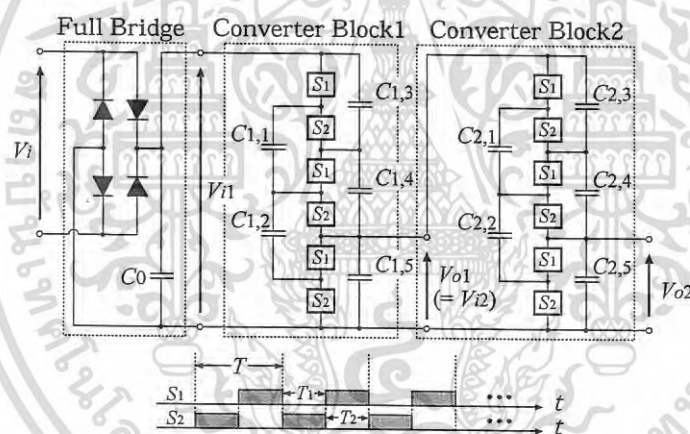 Full Bridge Converter Block1 Converter Block2
S1 C1,3 S1 C2,3
C1,1 S2 C2,1 S2
Vi Vi1 S1 C1,4 S1 C2,4
C1,2 S2 C2,2 S2
C0 S1 C1,5 Vo1 S1 C2,5 Vo2
S2 (= Vi2) S2
T
S1 T1 ••• t
S2 T2 ••• t